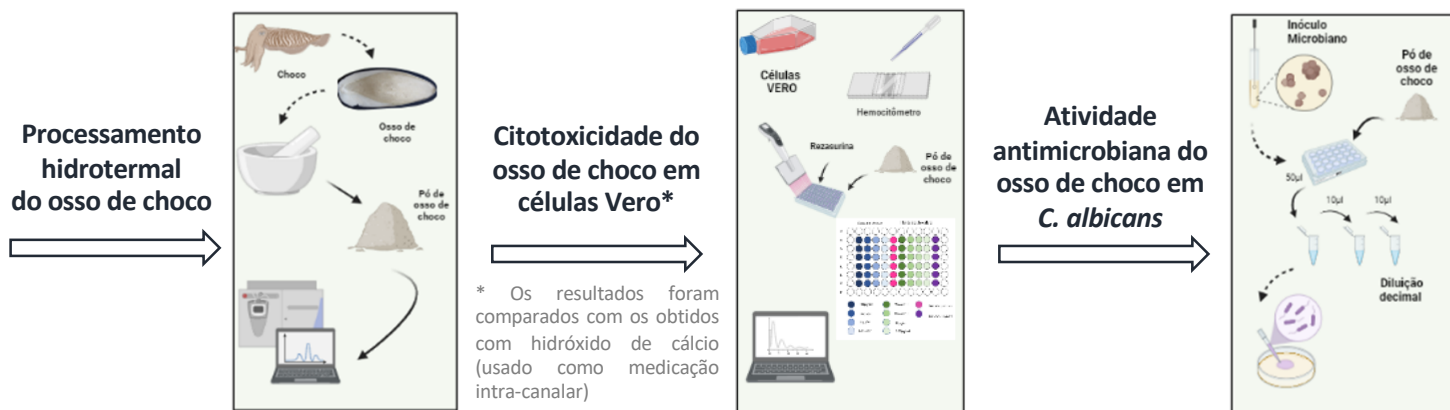 Processamento
hidrotermal
do osso de choco
Choco
Osso de
choco
Pó de
osso de
choco
Citotoxicidade do
osso de choco em
células Vero*
* Os resultados foram
comparados com os obtidos
com hidróxido de cálcio
(usado como medicação
intra-canalar)
Células
VERO
Hemocitômetro
Rezasurina
Pó de
osso de
choco
Atividade
antimicrobiana do
osso de choco em
C. albicans
Inóculo
Microbiano
Pó de
osso de
choco
50µl
10µl
10µl
Diluição
decimal